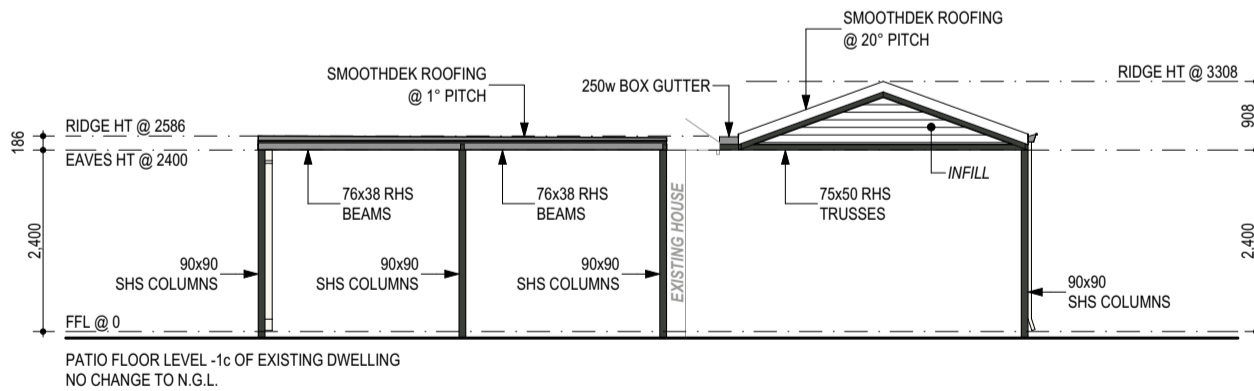 SMOOTHDEK ROOFING
@ 20° PITCH
RIDGE HT @ 3308
SMOOTHDEK ROOFING
@ 1° PITCH
250w BOX GUTTER
908
RIDGE HT @ 2586
186
EAVES HT @ 2400
INFILL
76x38 RHS
BEAMS
76x38 RHS
BEAMS
75x50 RHS
TRUSSES
EXISTING HOUSE
2,400
2,400
90x90
SHS COLUMNS
90x90
SHS COLUMNS
90x90
SHS COLUMNS
90x90
SHS COLUMNS
FFL @ 0
PATIO FLOOR LEVEL -1c OF EXISTING DWELLING
NO CHANGE TO N.G.L.